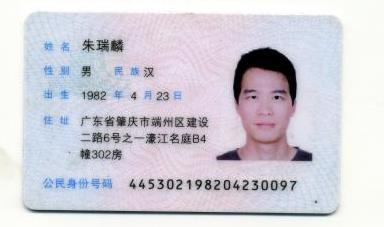 姓名 朱瑞麟
性别 男 民族 汉
出生 1982 年 4 月 23 日
住址 广东省肇庆市端州区建设
二路6号之一濠江名庭B4
幢302房
公民身份号码 445302198204230097